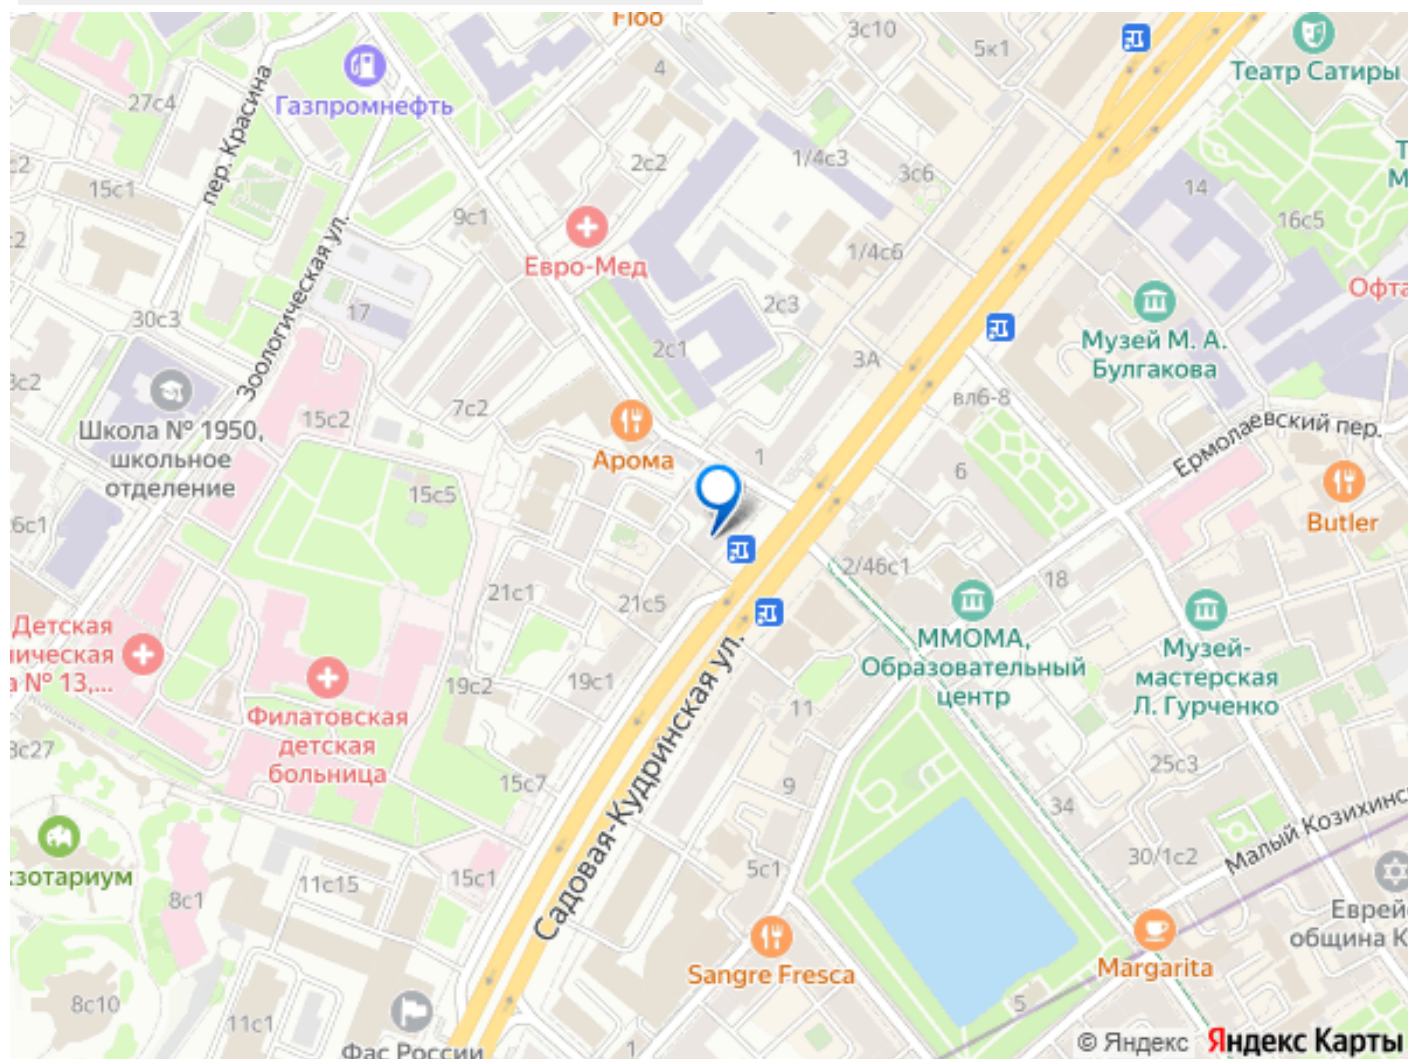 Floo
3с10
5к1
Театр Сатиры
4
Газпромнефть
27с4
пер. Красина
2с2
1/4с3
3с6
14
15с1
9с1
16с5
Евро-Мед
1/4с6
Зоологическая ул.
17
30с3
2с3
Офта
Музей М. А.
Булгакова
2с1
3А
вл6-8
15с2
7с2
Школа № 1950,
школьное
отделение
Арома
1
6
Ермолаевский пер.
15с5
Butler
6с1
2/46с1
18
21с1
21с5
Детская
ническая
а № 13,...
ММОМА,
Образовательный
центр
Музей-
мастерская
Л. Гурченко
19с2
19с1
Филатовская
детская
больница
11
3с27
15с7
9
25с3
34
Садовая-Кудринская ул.
Малый Козихинс
30/1с2
кзотариум
11с15
15с1
5с1
8с1
Еврей
община К
Sangre Fresca
Margarita
8с10
11с1
5
Фас России
1
© Яндекс Яндекс Карты